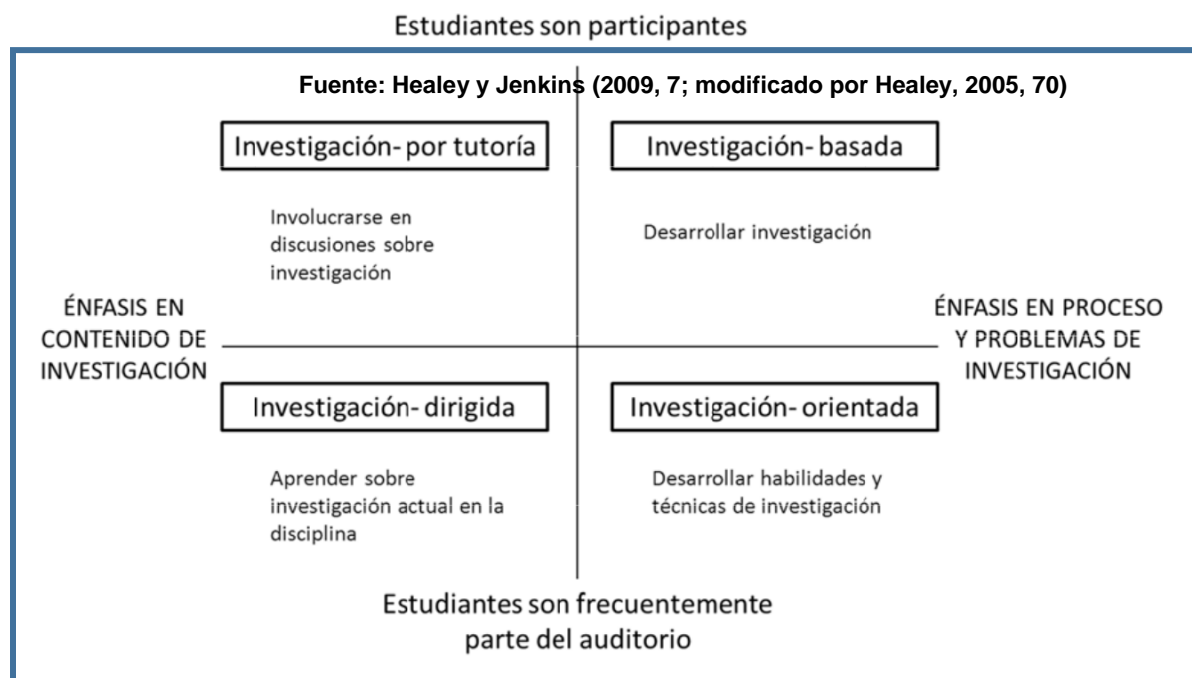 Estudiantes son participantes
Fuente: Healey y Jenkins (2009, 7; modificado por Healey, 2005, 70)
Investigación- por tutoría
Investigación- basada
Involucrarse en
discusiones sobre
investigación
Desarrollar investigación
ÉNFASIS EN
CONTENIDO DE
INVESTIGACIÓN
ÉNFASIS EN PROCESO
Y PROBLEMAS DE
INVESTIGACIÓN
Investigación- dirigida
Investigación- orientada
Aprender sobre
investigación actual en la
disciplina
Desarrollar habilidades y
técnicas de investigación
Estudiantes son frecuentemente
parte del auditorio